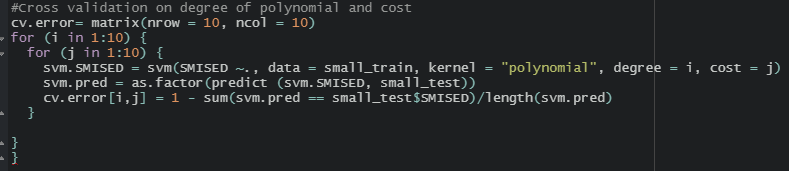 #Cross validation on degree of polynomial and cost
cv.error= matrix(nrow = 10, ncol = 10)
for (i in 1:10) {
  for (j in 1:10) {
    svm.SMISED = svm(SMISED ~., data = small_train, kernel = "polynomial", degree = i, cost = j)
    svm.pred = as.factor(predict (svm.SMISED, small_test))
    cv.error[i,j] = 1 - sum(svm.pred == small_test$SMISED)/length(svm.pred)
  }
}
}